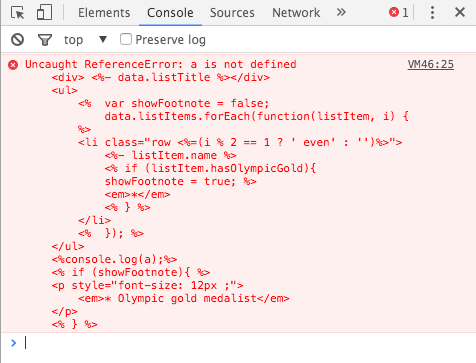 Elements Console Sources Network » 1
top Preserve log
Uncaught ReferenceError: a is not defined VM46:25
<div> <%- data.listTitle %></div>
<ul>
<% var showFootnote = false;
data.listItems.forEach(function(listItem, i) {
%>
<li class="row <%=(i % 2 == 1 ? ' even' : '')%>">
<%- listItem.name %>
<% if (listItem.hasOlympicGold){
showFootnote = true; %>
<em>*</em>
<% } %>
</li>
<% }); %>
</ul>
<%console.log(a);%>
<% if (showFootnote){ %>
<p style="font-size: 12px ;">
<em>* Olympic gold medalist</em>
</p>
<% } %>